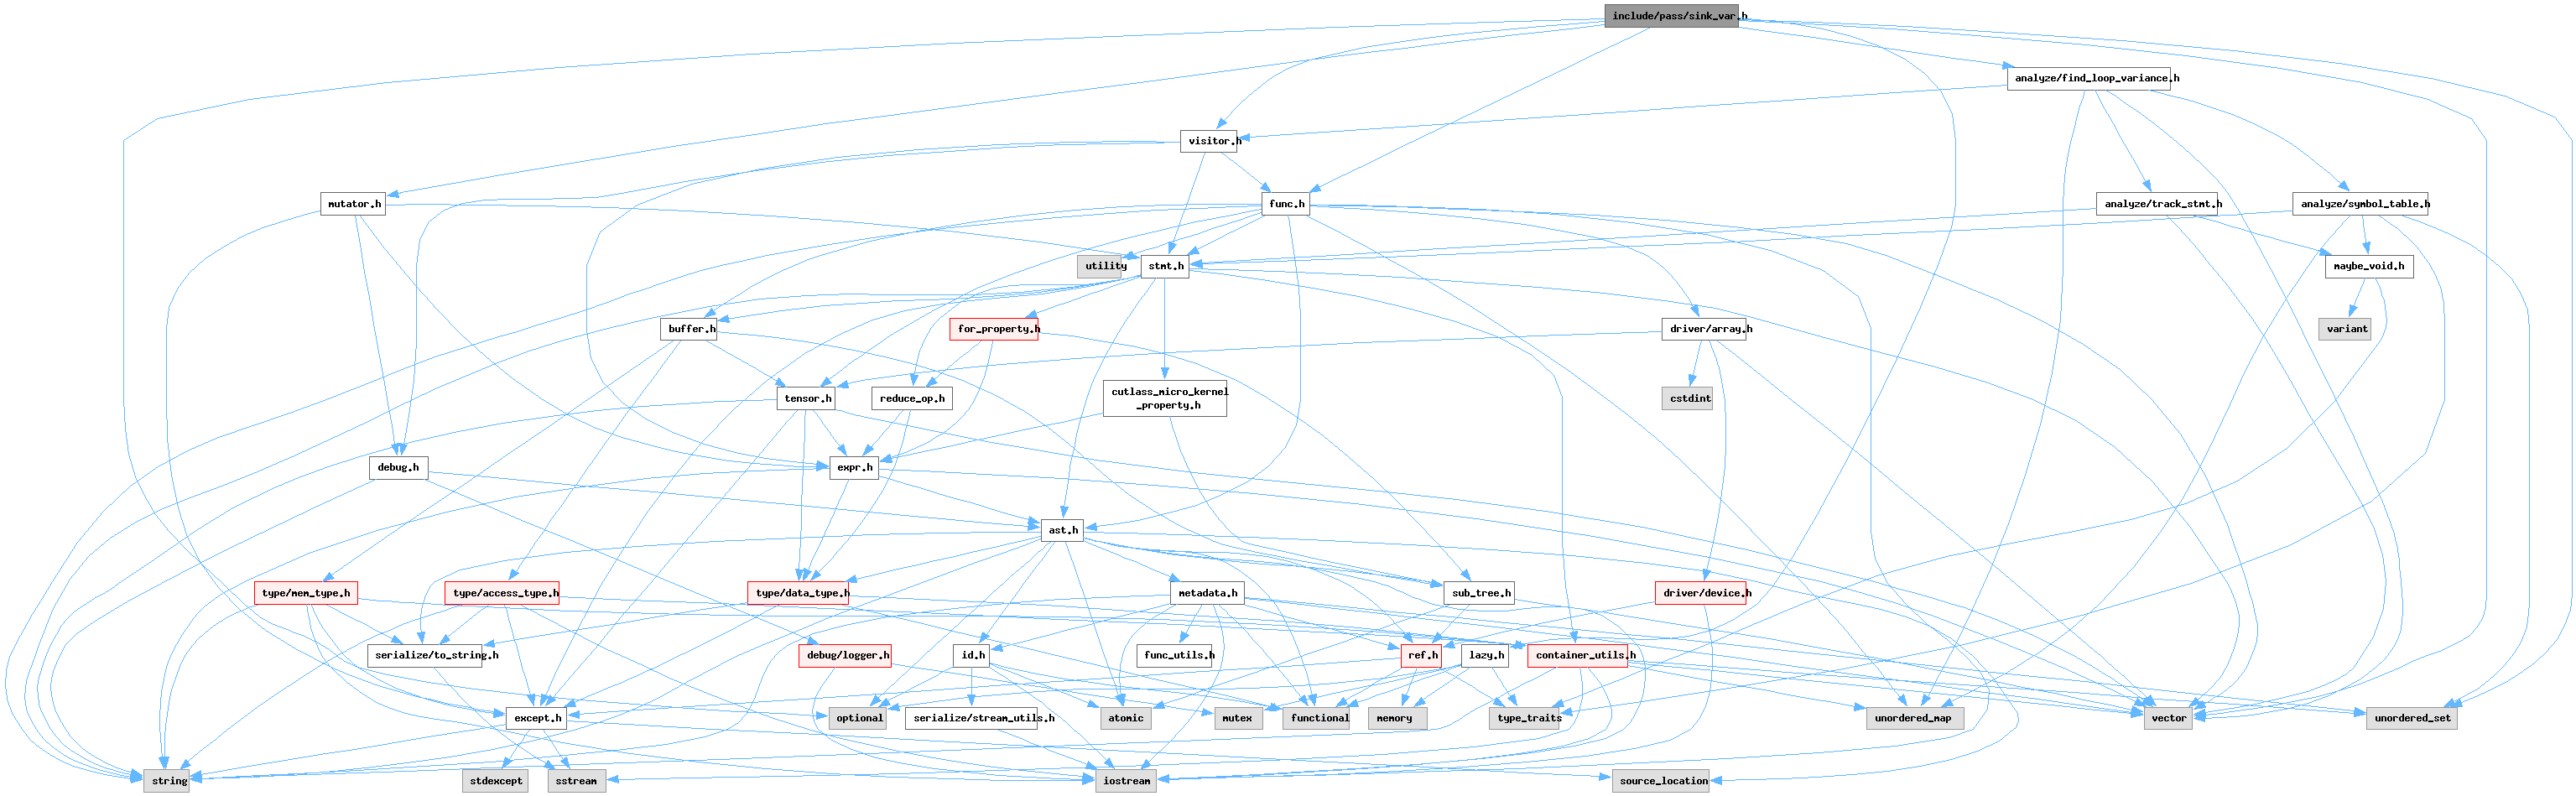 include/pass/sink_var.h
analyze/find_loop_variance.h
visitor.h
mutator.h
func.h
analyze/track_stmt.h
analyze/symbol_table.h
utility
stmt.h
maybe_void.h
buffer.h
for_property.h
driver/array.h
variant
tensor.h
reduce_op.h
cutlass_micro_kernel
_property.h
cstdint
debug.h
expr.h
ast.h
type/mem_type.h
type/access_type.h
type/data_type.h
metadata.h
sub_tree.h
driver/device.h
serialize/to_string.h
debug/logger.h
id.h
func_utils.h
ref.h
lazy.h
container_utils.h
except.h
optional
serialize/stream_utils.h
atomic
mutex
functional
memory
type_traits
unordered_map
vector
unordered_set
string
stdexcept
sstream
iostream
source_location